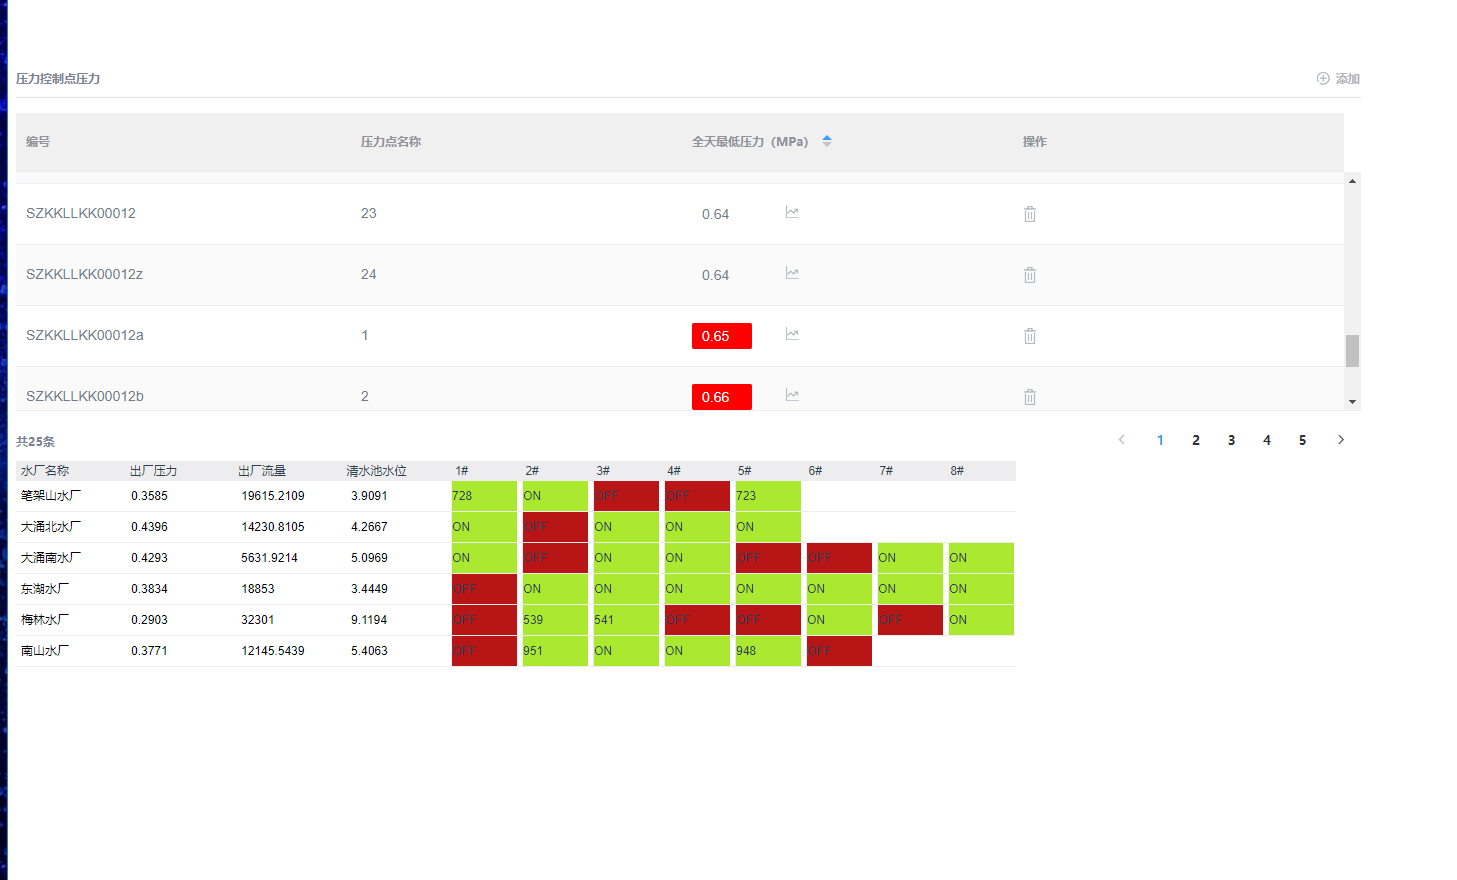 压力控制点压力 添加
编号 压力点名称 全天最低压力（MPa） 操作
SZKKLLKK00012 23 0.64
SZKKLLKK00012z 24 0.64
SZKKLLKK00012a 1 0.65
SZKKLLKK00012b 2 0.66
共25条 1 2 3 4 5
水厂名称 出厂压力 出厂流量 清水池水位 1# 2# 3# 4# 5# 6# 7# 8#
笔架山水厂 0.3585 19615.2109 3.9091 728 ON OFF OFF 723
大涌北水厂 0.4396 14230.8105 4.2667 ON OFF ON ON ON
大涌南水厂 0.4293 5631.9214 5.0969 ON OFF ON ON OFF OFF ON ON
东湖水厂 0.3834 18853 3.4449 OFF ON ON ON ON ON ON ON
梅林水厂 0.2903 32301 9.1194 OFF 539 541 OFF OFF ON OFF ON
南山水厂 0.3771 12145.5439 5.4063 OFF 951 ON ON 948 OFF